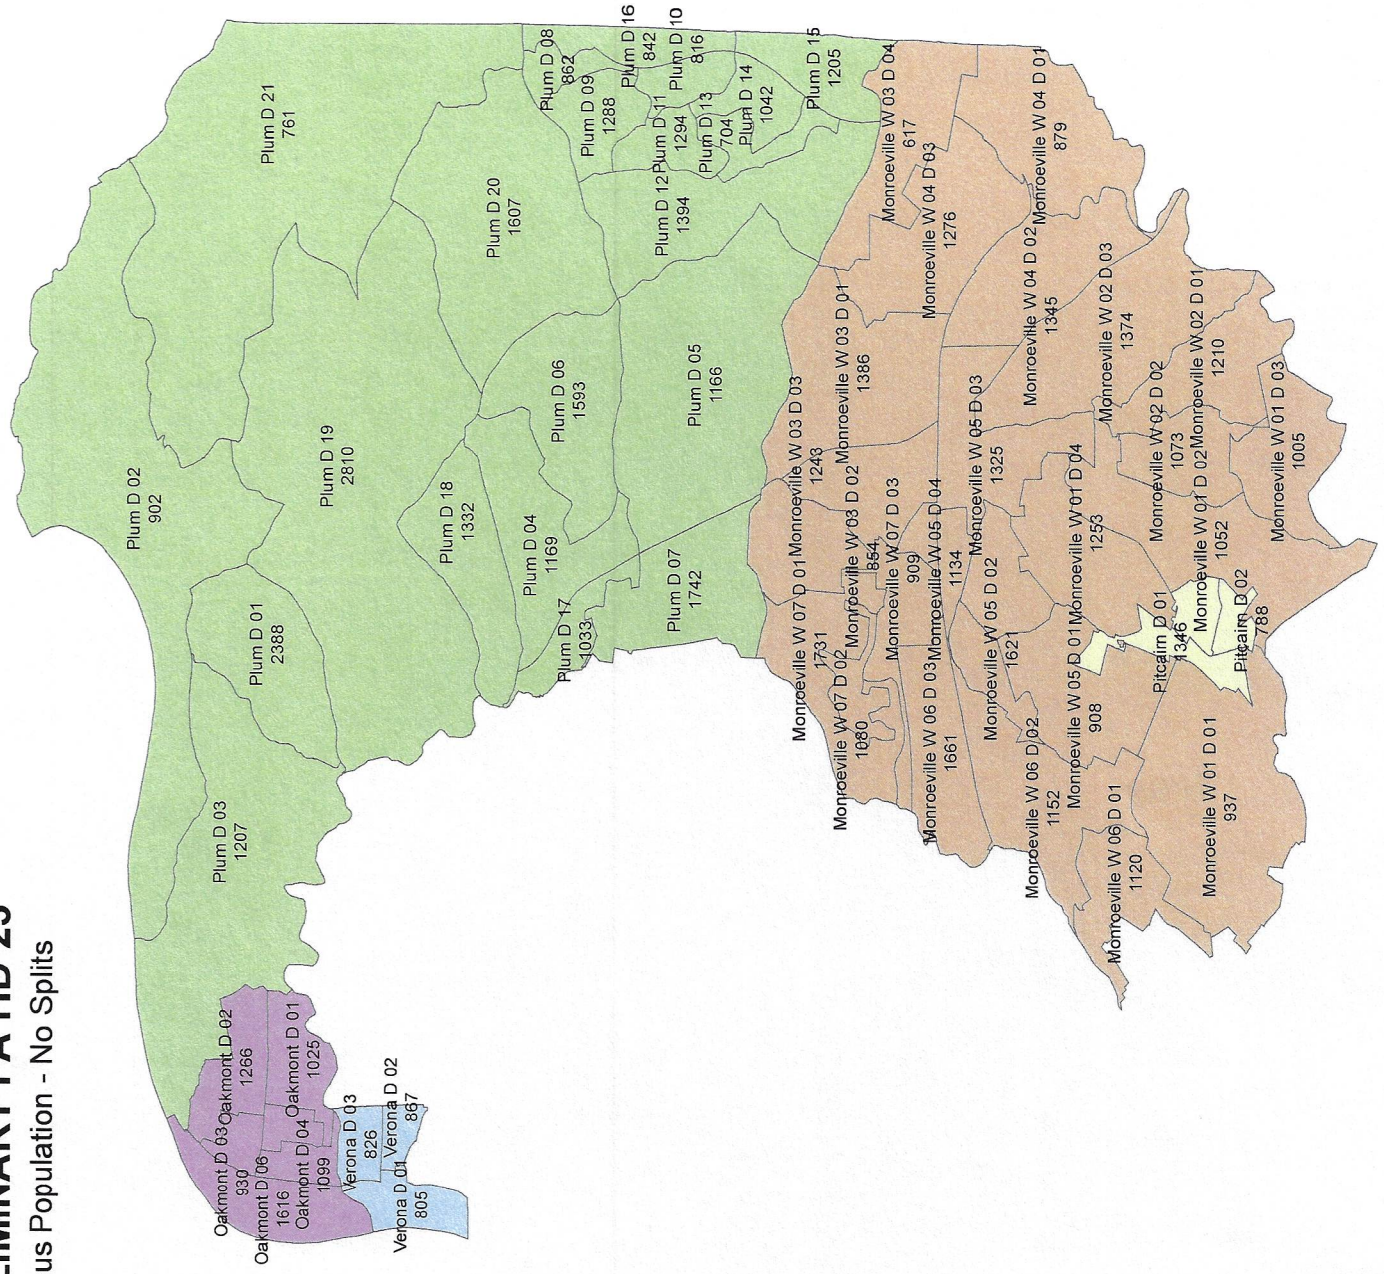 LIMINARY PA HD 25
us Population - No Splits
Plum D 02
902
Plum D 03
1207
Plum D 01
2388
Plum D 21
761
Plum D 19
2810
Oakmont D 02
1266
Oakmont D 03
930
Oakmont D 06
1616
Oakmont D 01
1025
Oakmont D 04
1099
Verona D 03
826
Verona D 02
867
Verona D 01
805
Plum D 18
1332
Plum D 20
1607
Plum D 04
1169
Plum D 06
1593
Plum D 17
1033
Plum D 08
862
Plum D 09
1288
Plum D 16
842
Plum D 10
816
Plum D 11
1294
Plum D 12
1394
Plum D 13
704
Plum D 14
1042
Plum D 15
1205
Plum D 07
1742
Plum D 05
1166
Monroeville W 07 D 01
1731
Monroeville W 03 D 03
1243
Monroeville W 07 D 02
1080
Monroeville W 03 D 02
854
Monroeville W 03 D 01
1386
Monroeville W 03 D 04
617
Monroeville W 07 D 03
909
Monroeville W 04 D 03
1276
Monroeville W 06 D 03
1661
Monroeville W 05 D 04
1134
Monroeville W 05 D 03
1325
Monroeville W 05 D 02
1621
Monroeville W 04 D 02
1345
Monroeville W 04 D 01
879
Monroeville W 06 D 02
1152
Monroeville W 05 D 01
908
Monroeville W 01 D 04
1253
Monroeville W 02 D 03
1374
Monroeville W 06 D 01
1120
Pitcairn D 01
1346
Monroeville W 02 D 02
1073
Monroeville W 01 D 01
937
Monroeville W 01 D 02
1052
Monroeville W 02 D 01
1210
Pitcairn D 02
788
Monroeville W 01 D 03
1005